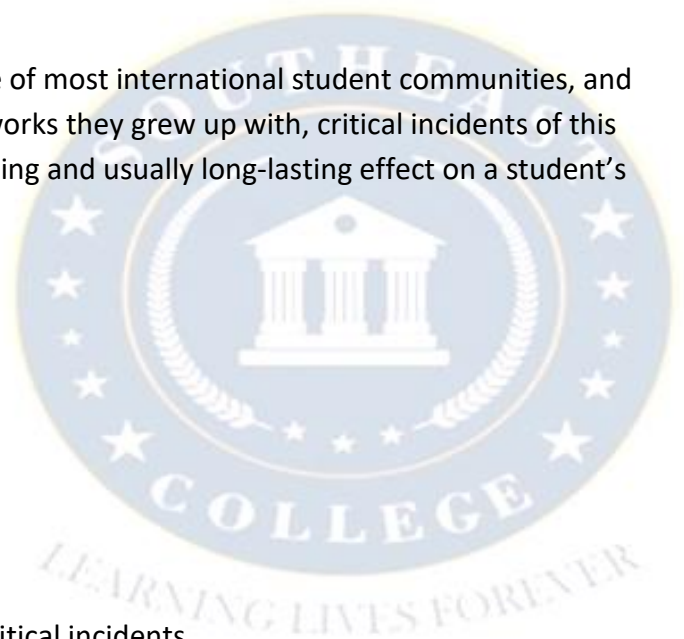 e of most international student communities, and
works they grew up with, critical incidents of this
ing and usually long-lasting effect on a student's
SOUTHEAST
COLLEGE
LEARNING LIVES FOREVER
itical incidents